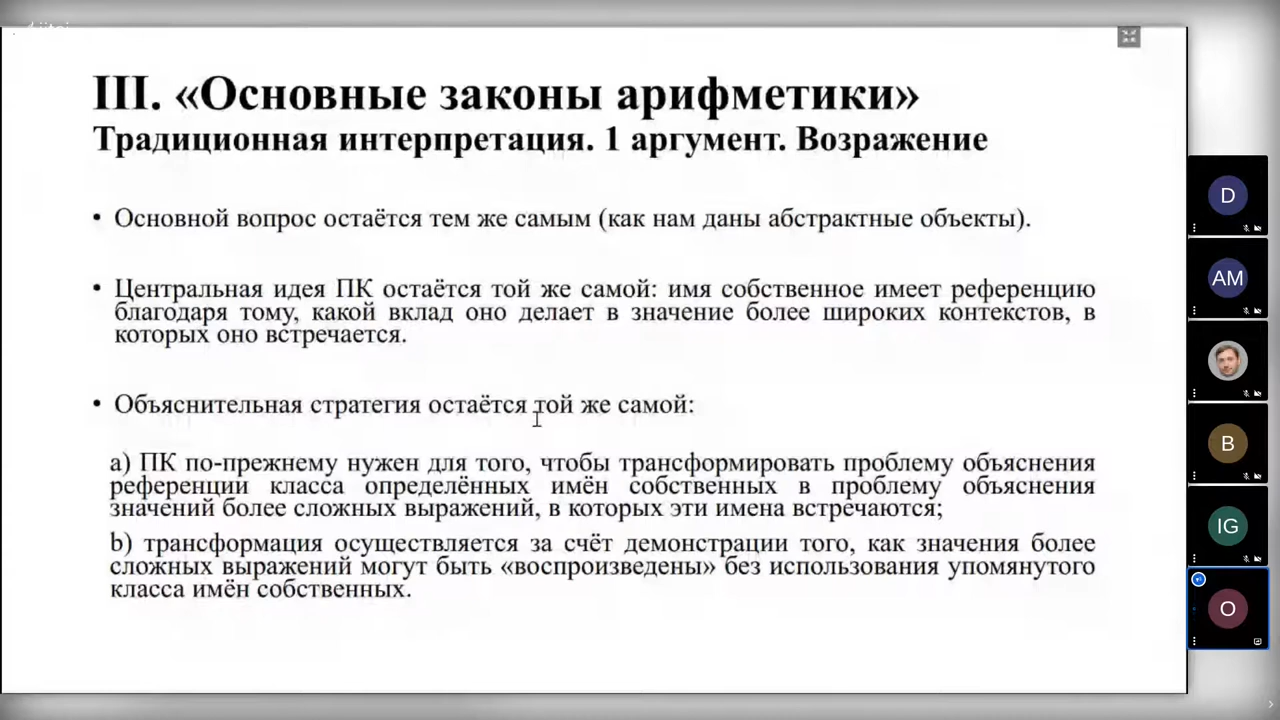 III. «Основные законы арифметики»
Традиционная интерпретация. 1 аргумент. Возражение
• Основной вопрос остаётся тем же самым (как нам даны абстрактные объекты).
• Центральная идея ПК остаётся той же самой: имя собственное имеет референцию
благодаря тому, какой вклад оно делает в значение более широких контекстов, в
которых оно встречается.
• Объяснительная стратегия остаётся той же самой:
a) ПК по-прежнему нужен для того, чтобы трансформировать проблему объяснения
референции класса определённых имён собственных в проблему объяснения
значений более сложных выражений, в которых эти имена встречаются;
b) трансформация осуществляется за счёт демонстрации того, как значения более
сложных выражений могут быть «воспроизведены» без использования упомянутого
класса имён собственных.
D
AM
B
IG
O